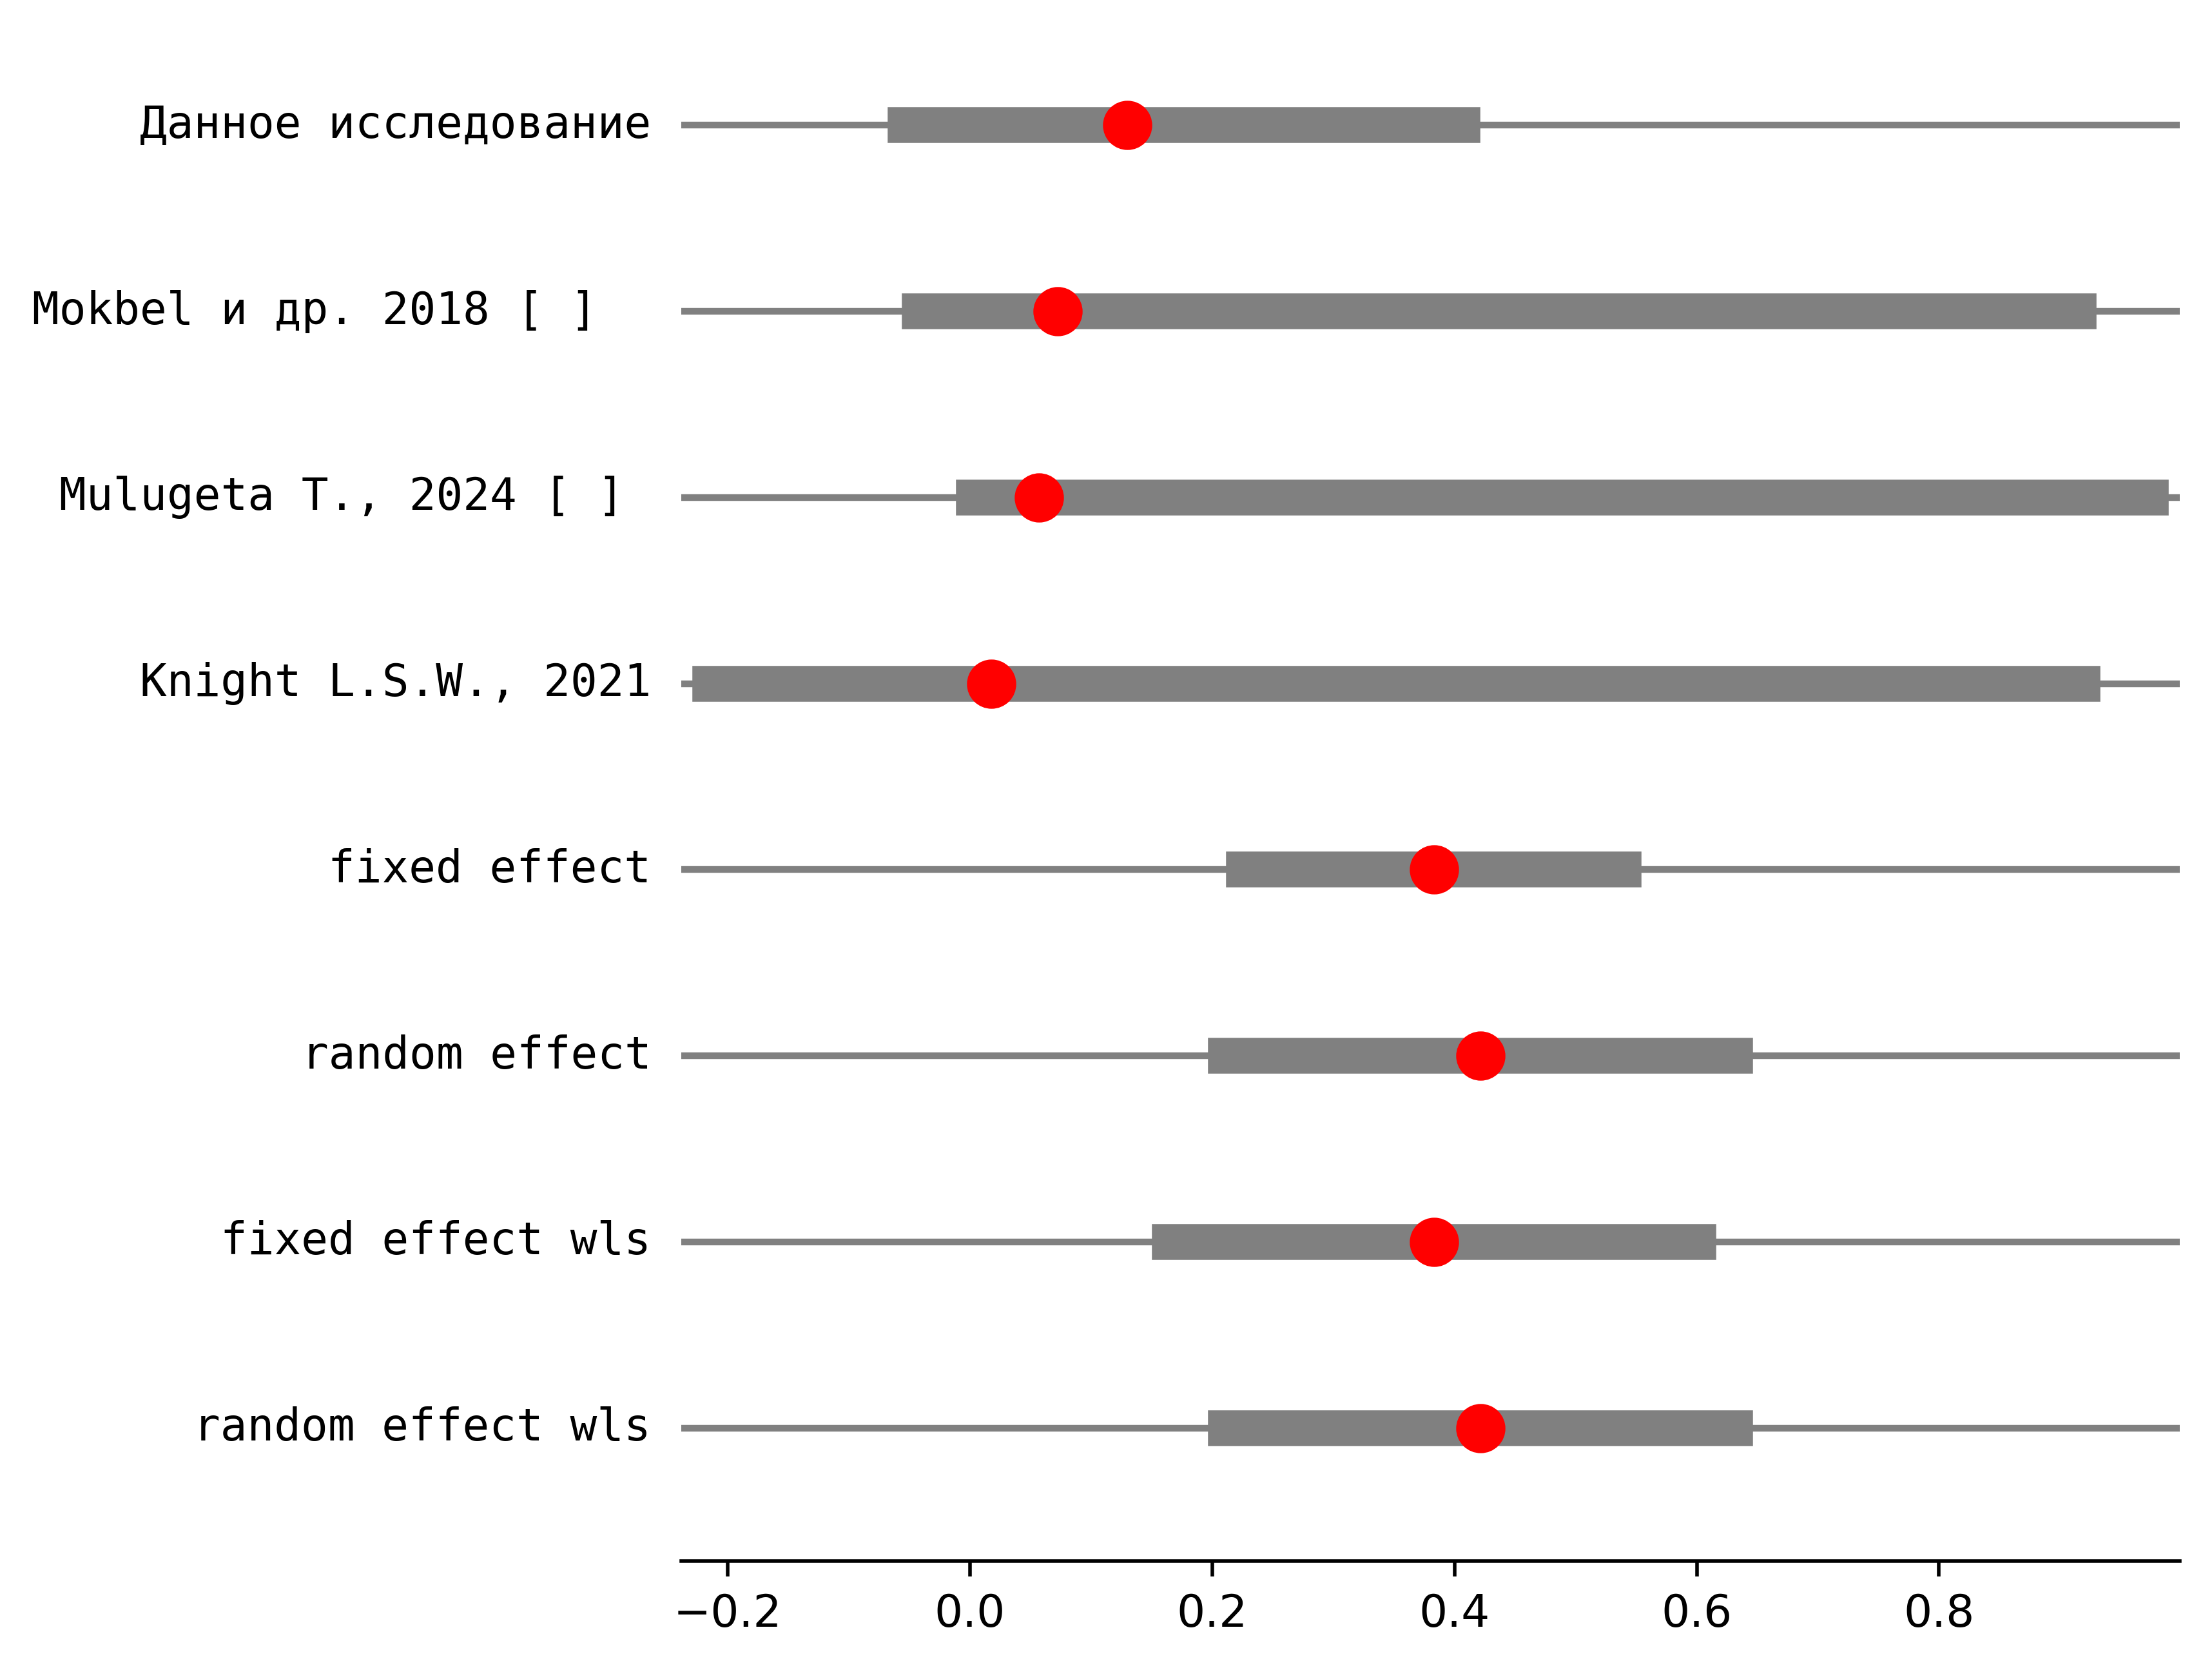 Данное исследование
Mokbel и др. 2018 [ ]
Mulugeta T., 2024 [ ]
Knight L.S.W., 2021
fixed effect
random effect
fixed effect wls
random effect wls
−0.2 0.0 0.2 0.4 0.6 0.8